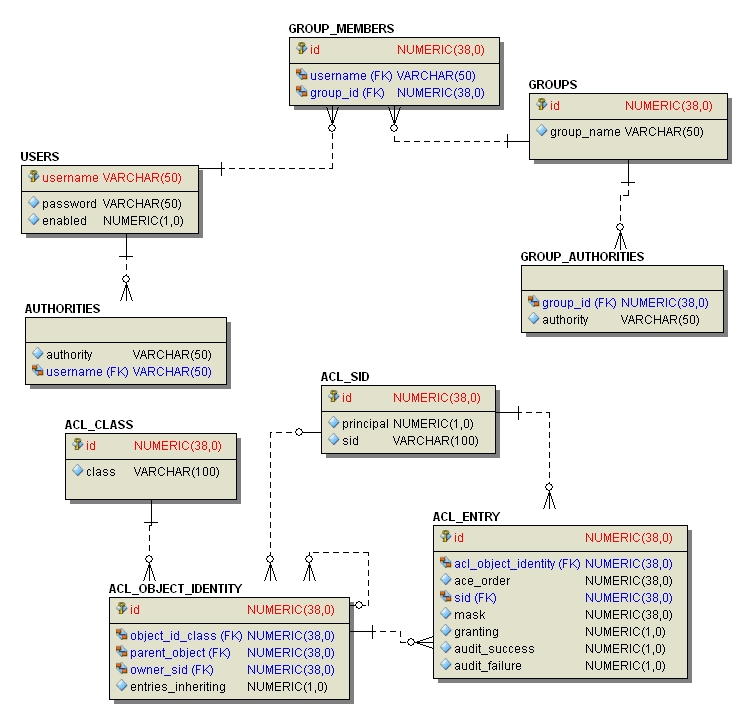 GROUP_MEMBERS
id NUMERIC(38,0)
username (FK) VARCHAR(50)
group_id (FK) NUMERIC(38,0)
GROUPS
id NUMERIC(38,0)
group_name VARCHAR(50)
USERS
username VARCHAR(50)
password VARCHAR(50)
enabled NUMERIC(1,0)
GROUP_AUTHORITIES
group_id (FK) NUMERIC(38,0)
authority VARCHAR(50)
AUTHORITIES
authority VARCHAR(50)
username (FK) VARCHAR(50)
ACL_SID
id NUMERIC(38,0)
principal NUMERIC(1,0)
sid VARCHAR(100)
ACL_CLASS
id NUMERIC(38,0)
class VARCHAR(100)
ACL_ENTRY
id NUMERIC(38,0)
acl_object_identity (FK) NUMERIC(38,0)
ace_order NUMERIC(38,0)
sid (FK) NUMERIC(38,0)
mask NUMERIC(38,0)
granting NUMERIC(1,0)
audit_success NUMERIC(1,0)
audit_failure NUMERIC(1,0)
ACL_OBJECT_IDENTITY
id NUMERIC(38,0)
object_id_class (FK) NUMERIC(38,0)
parent_object (FK) NUMERIC(38,0)
owner_sid (FK) NUMERIC(38,0)
entries_inheriting NUMERIC(1,0)